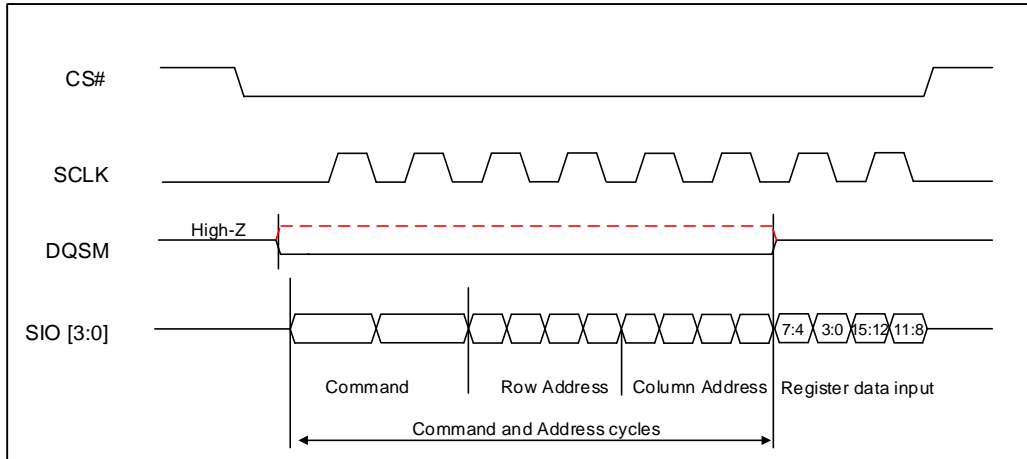 CS#
SCLK
High-Z
DQSM
SIO [3:0]
7:4 3:0 15:12 11:8
Command Row Address Column Address Register data input
Command and Address cycles